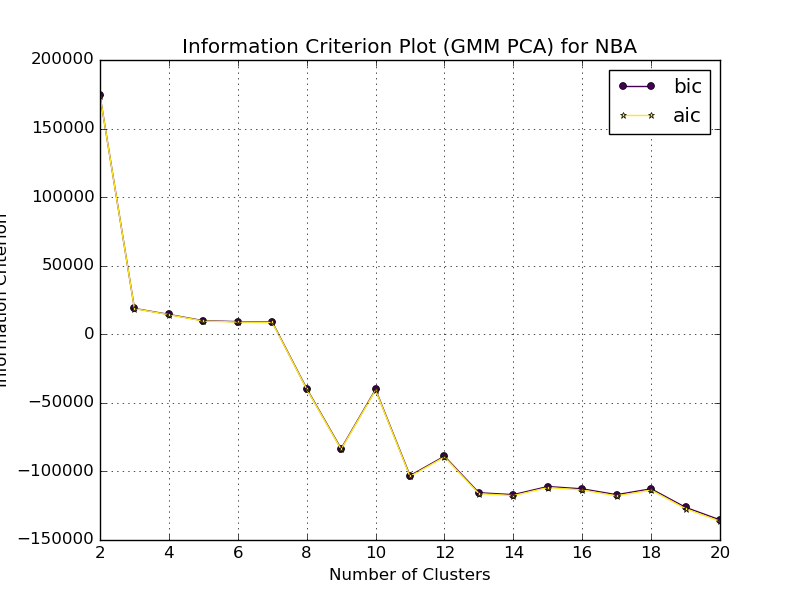 Information Criterion Plot (GMM PCA) for NBA
200000
150000
100000
50000
0
−50000
−100000
−150000
Information Criterion
2 4 6 8 10 12 14 16 18 20
Number of Clusters
bic
aic